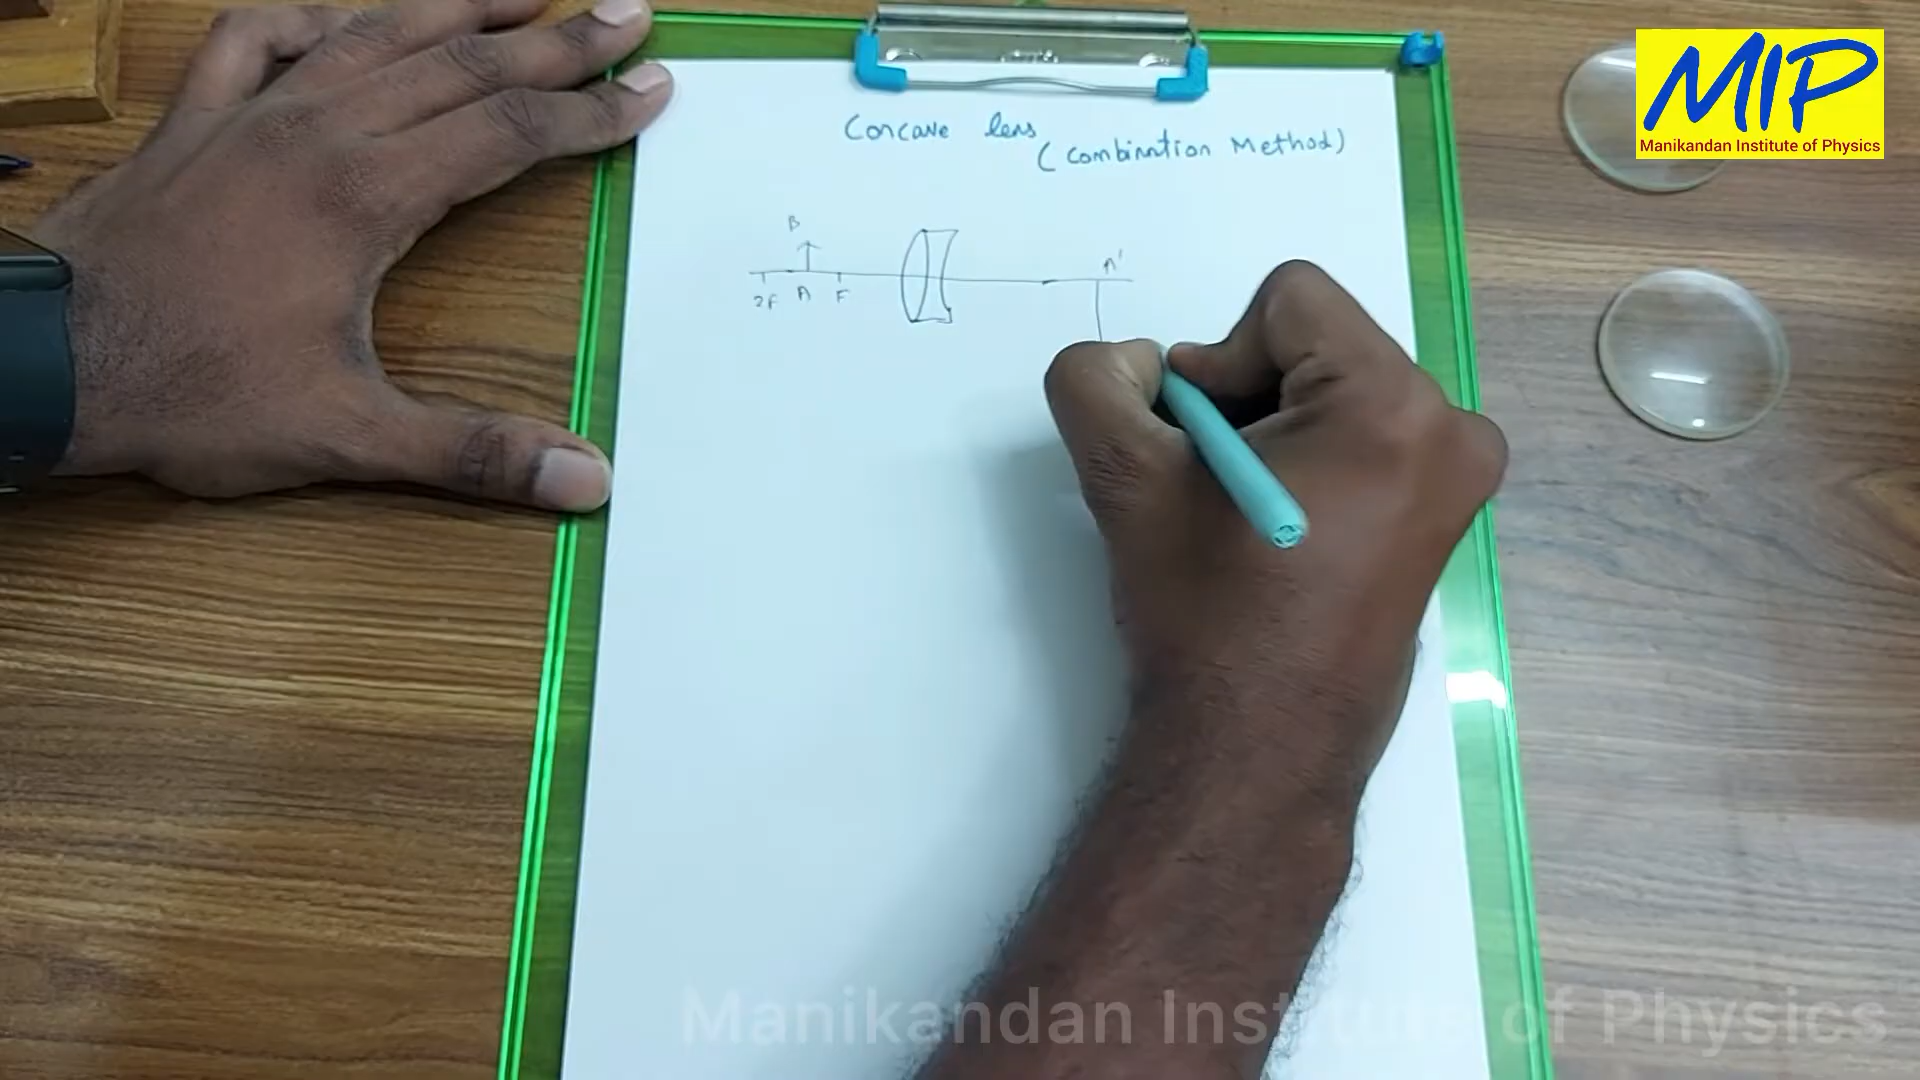 MIP
Manikandan Institute of Physics
Concave lens
(Combination Method)
B
A'
2F A F
Manikandan Institute of Physics